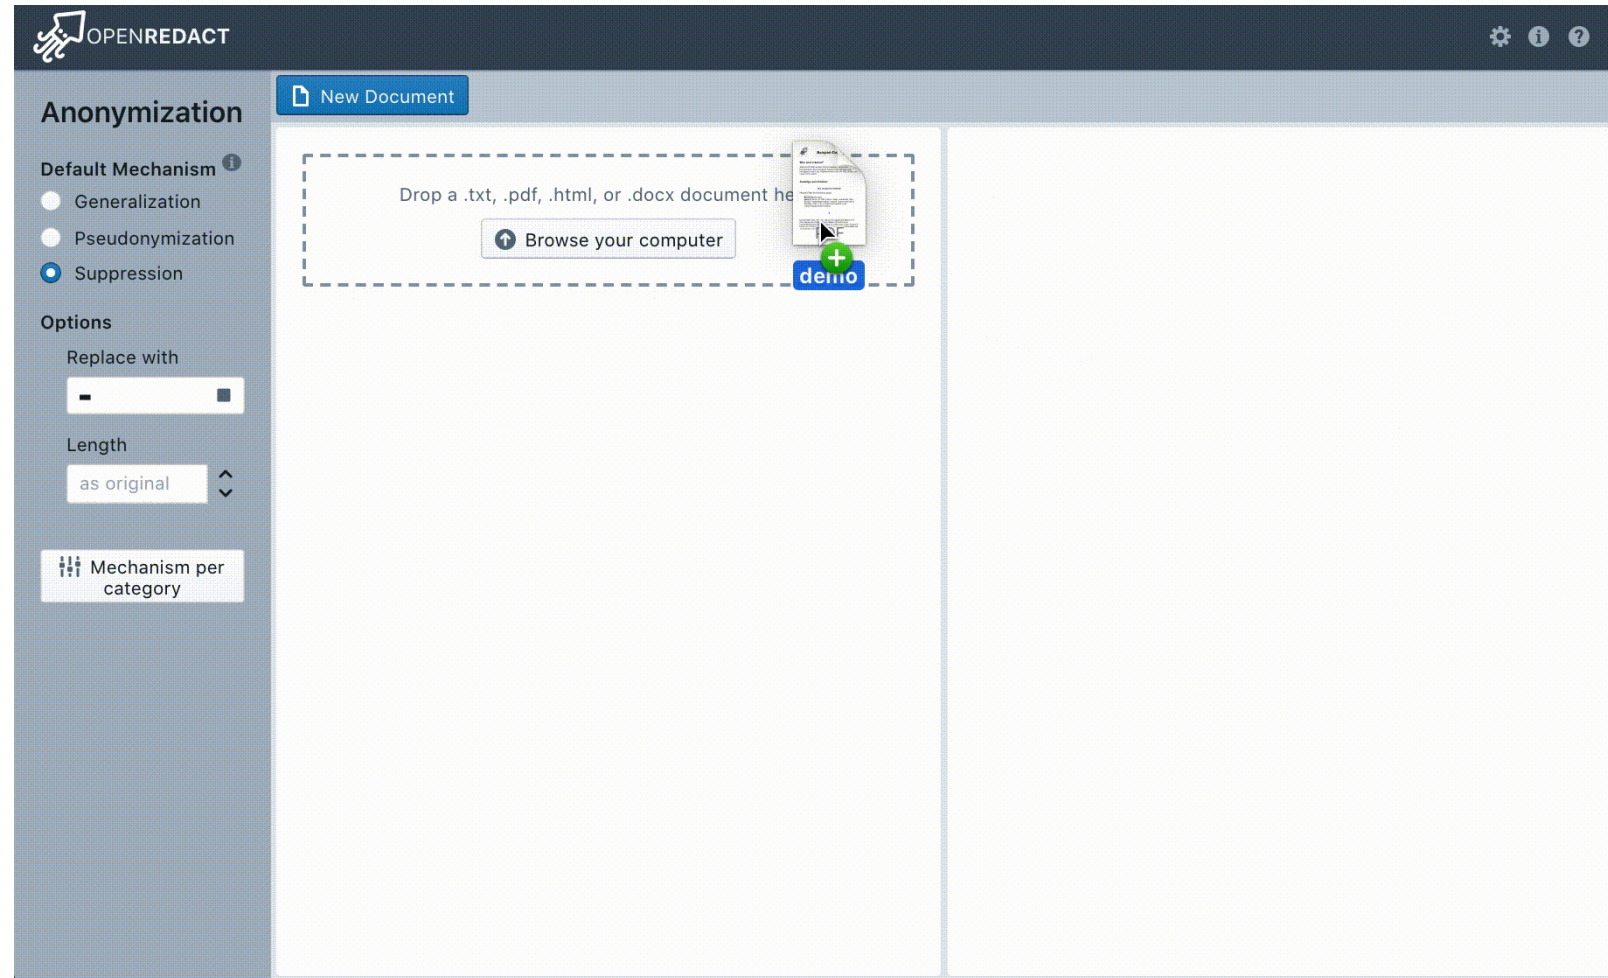 OPENREDACT
Anonymization
Default Mechanism
Generalization
Pseudonymization
Suppression
Options
Replace with
-
Length
as original
Mechanism per
category
New Document
Drop a .txt, .pdf, .html, or .docx document he
Browse your computer
demo